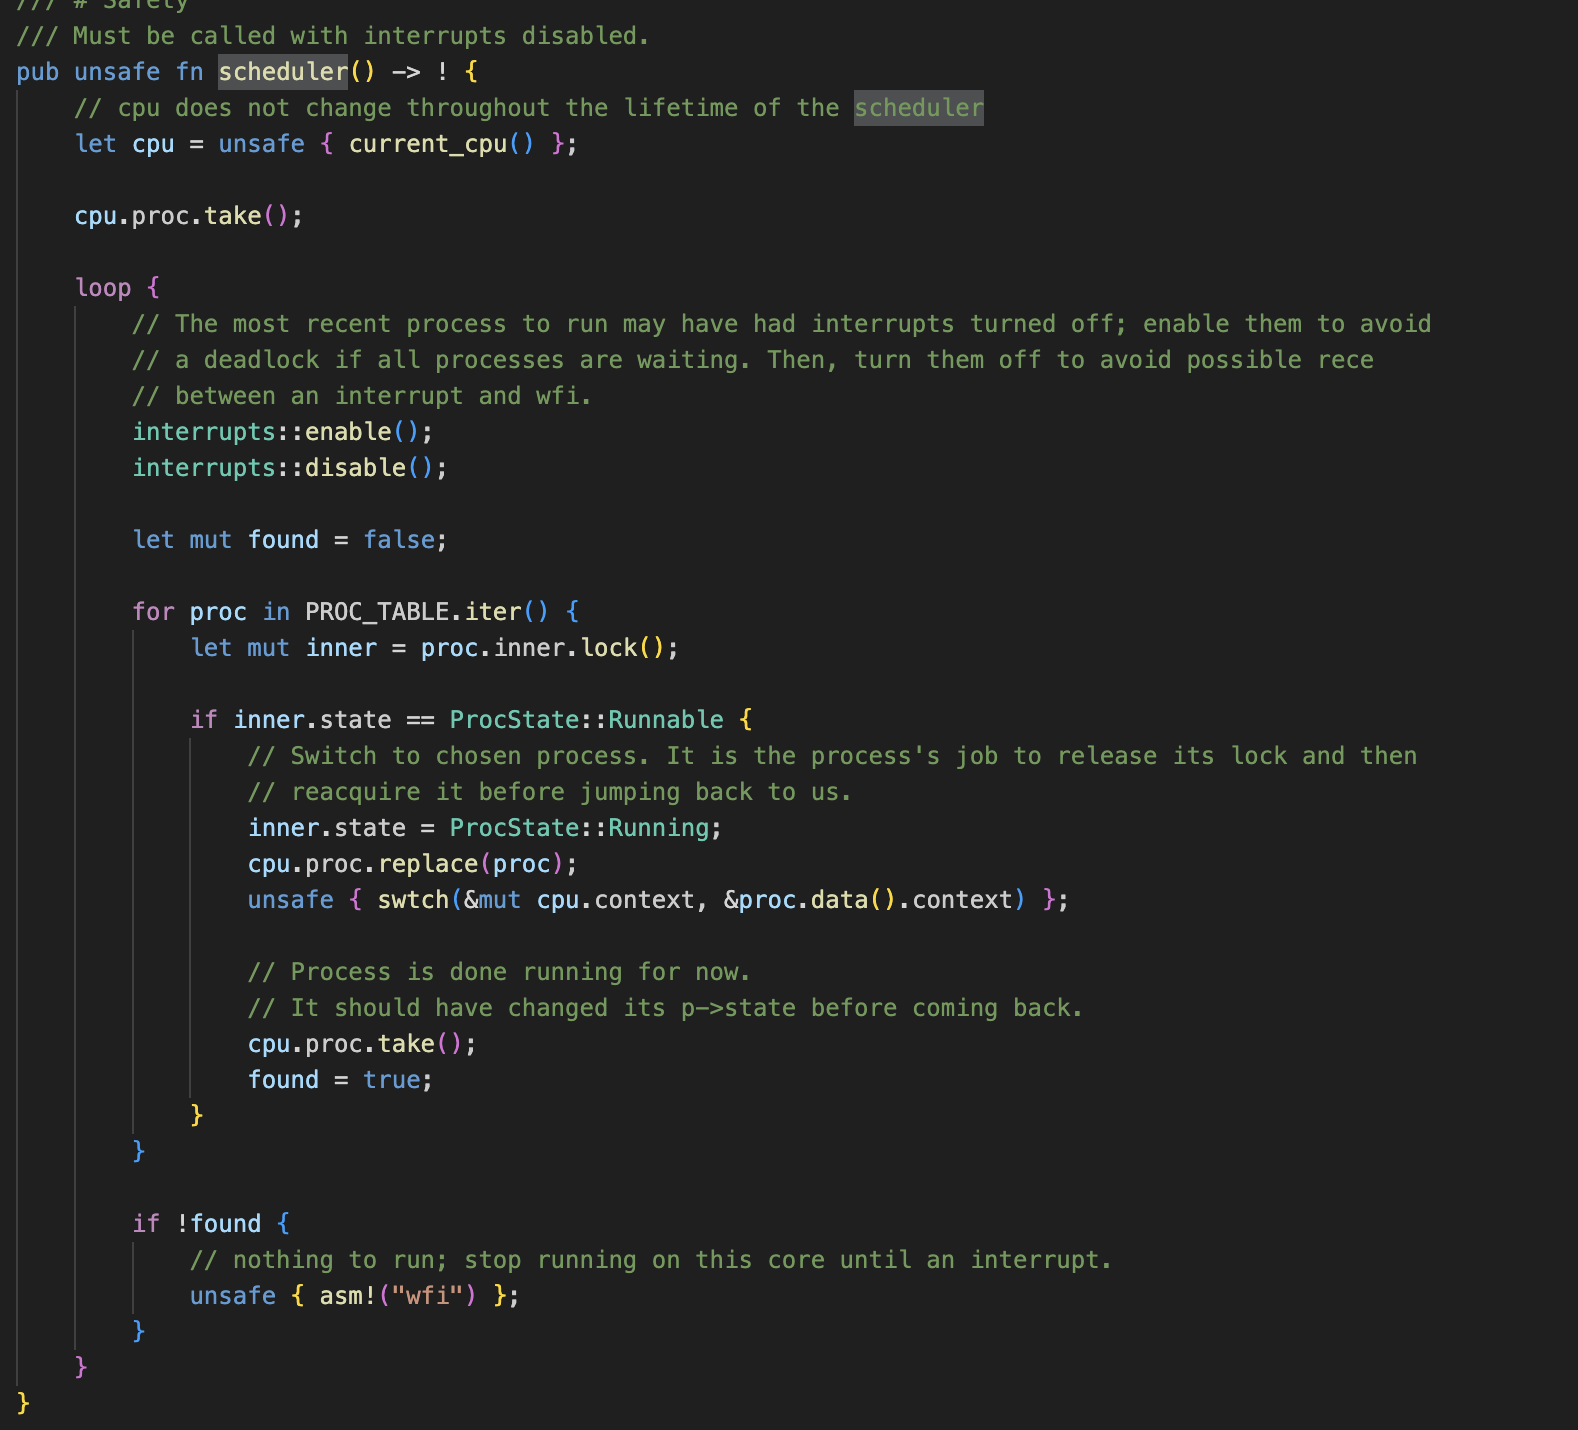 /// # Safety
/// Must be called with interrupts disabled.
pub unsafe fn scheduler() -> ! {
    // cpu does not change throughout the lifetime of the scheduler
    let cpu = unsafe { current_cpu() };

    cpu.proc.take();

    loop {
        // The most recent process to run may have had interrupts turned off; enable them to avoid
        // a deadlock if all processes are waiting. Then, turn them off to avoid possible rece
        // between an interrupt and wfi.
        interrupts::enable();
        interrupts::disable();

        let mut found = false;

        for proc in PROC_TABLE.iter() {
            let mut inner = proc.inner.lock();

            if inner.state == ProcState::Runnable {
                // Switch to chosen process. It is the process's job to release its lock and then
                // reacquire it before jumping back to us.
                inner.state = ProcState::Running;
                cpu.proc.replace(proc);
                unsafe { swtch(&mut cpu.context, &proc.data().context) };

                // Process is done running for now.
                // It should have changed its p->state before coming back.
                cpu.proc.take();
                found = true;
            }
        }

        if !found {
            // nothing to run; stop running on this core until an interrupt.
            unsafe { asm!("wfi") };
        }
    }
}